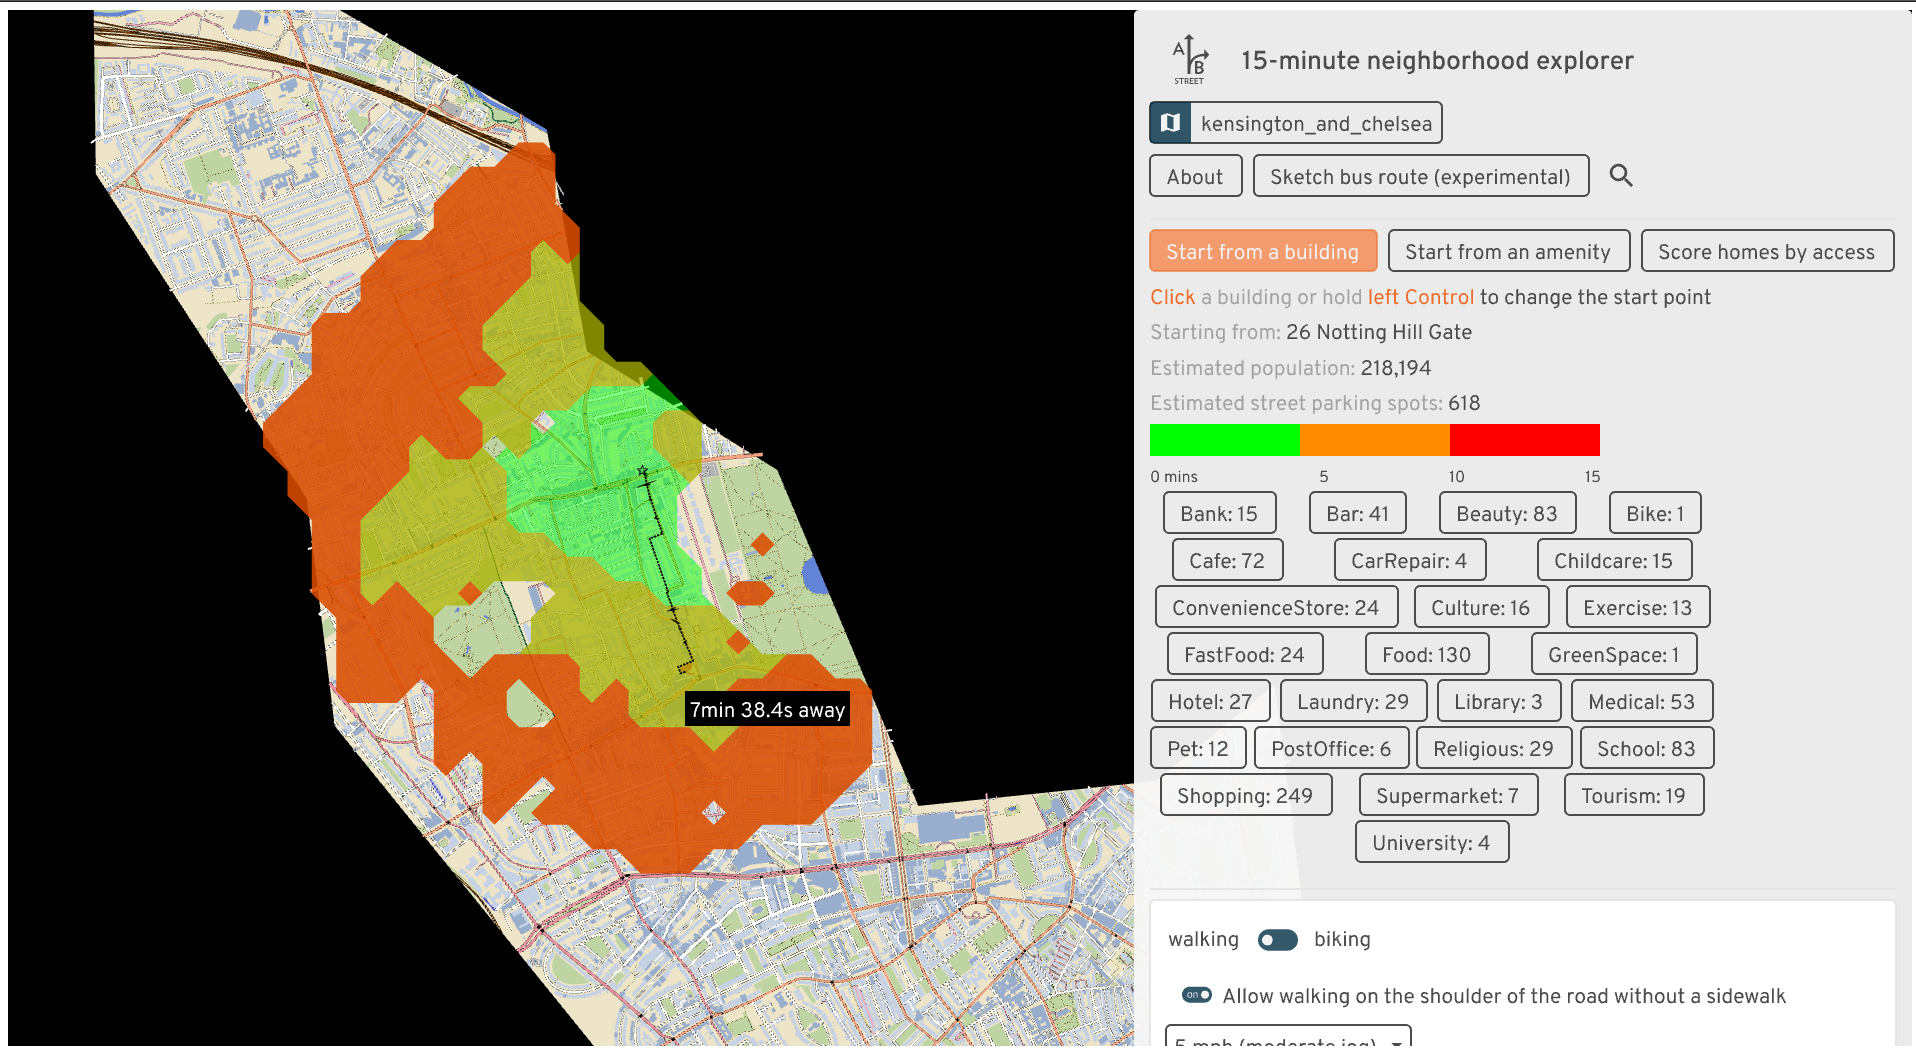 A
B
STREET
15-minute neighborhood explorer
kensington_and_chelsea
About
Sketch bus route (experimental)
Start from a building
Start from an amenity
Score homes by access
Click a building or hold left Control to change the start point
Starting from: 26 Notting Hill Gate
Estimated population: 218,194
Estimated street parking spots: 618
0 mins 5 10 15
Bank: 15 Bar: 41 Beauty: 83 Bike: 1
Cafe: 72 CarRepair: 4 Childcare: 15
ConvenienceStore: 24 Culture: 16 Exercise: 13
FastFood: 24 Food: 130 GreenSpace: 1
Hotel: 27 Laundry: 29 Library: 3 Medical: 53
Pet: 12 PostOffice: 6 Religious: 29 School: 83
Shopping: 249 Supermarket: 7 Tourism: 19
University: 4
walking biking
on Allow walking on the shoulder of the road without a sidewalk
5 mph (moderate jog)
7min 38.4s away